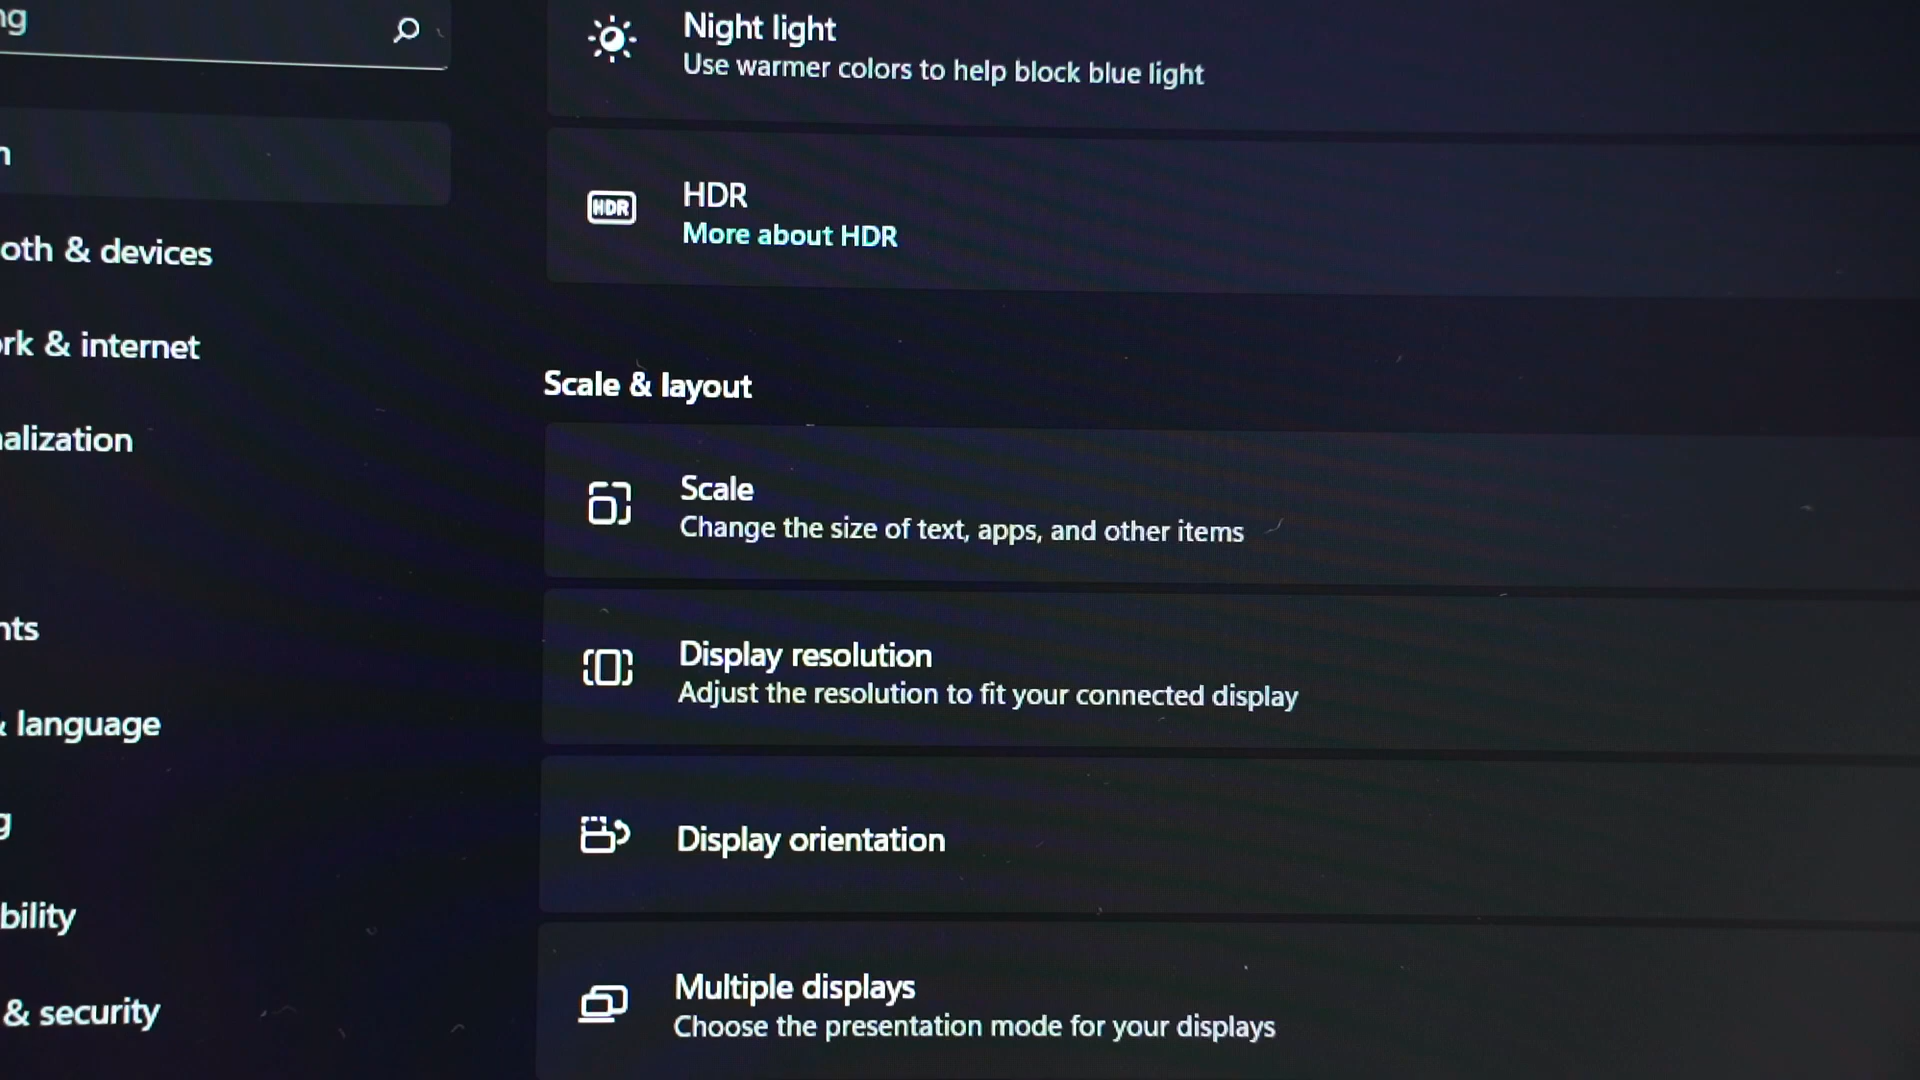 ng
n
oth & devices
rk & internet
alization
nts
& language
g
bility
& security
Night light
Use warmer colors to help block blue light
HDR
HDR
More about HDR
Scale & layout
Scale
Change the size of text, apps, and other items
Display resolution
Adjust the resolution to fit your connected display
Display orientation
Multiple displays
Choose the presentation mode for your displays